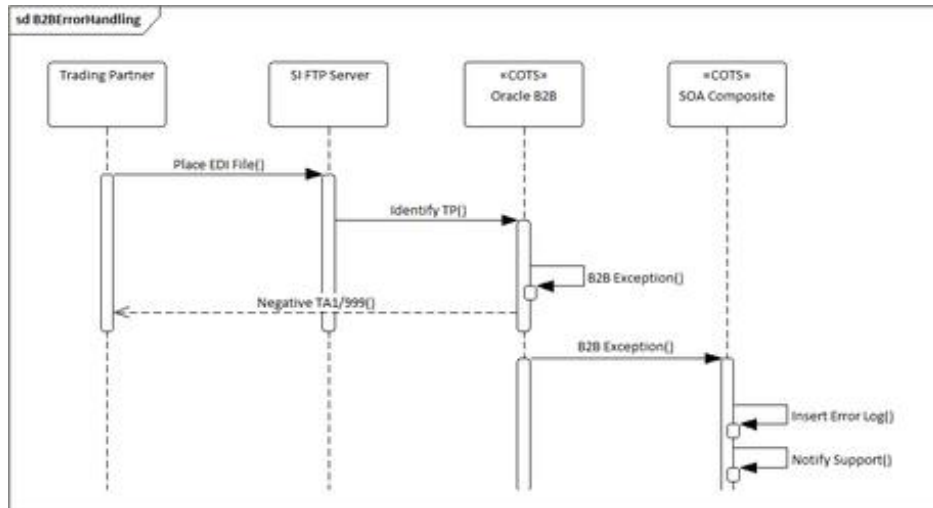 sd B2BErrorHandling
Trading Partner
SI FTP Server
«COTS»
Oracle B2B
«COTS»
SOA Composite
Place EDI File()
Identify TP()
B2B Exception()
Negative TA1/999()
B2B Exception()
Insert Error Log()
Notify Support()